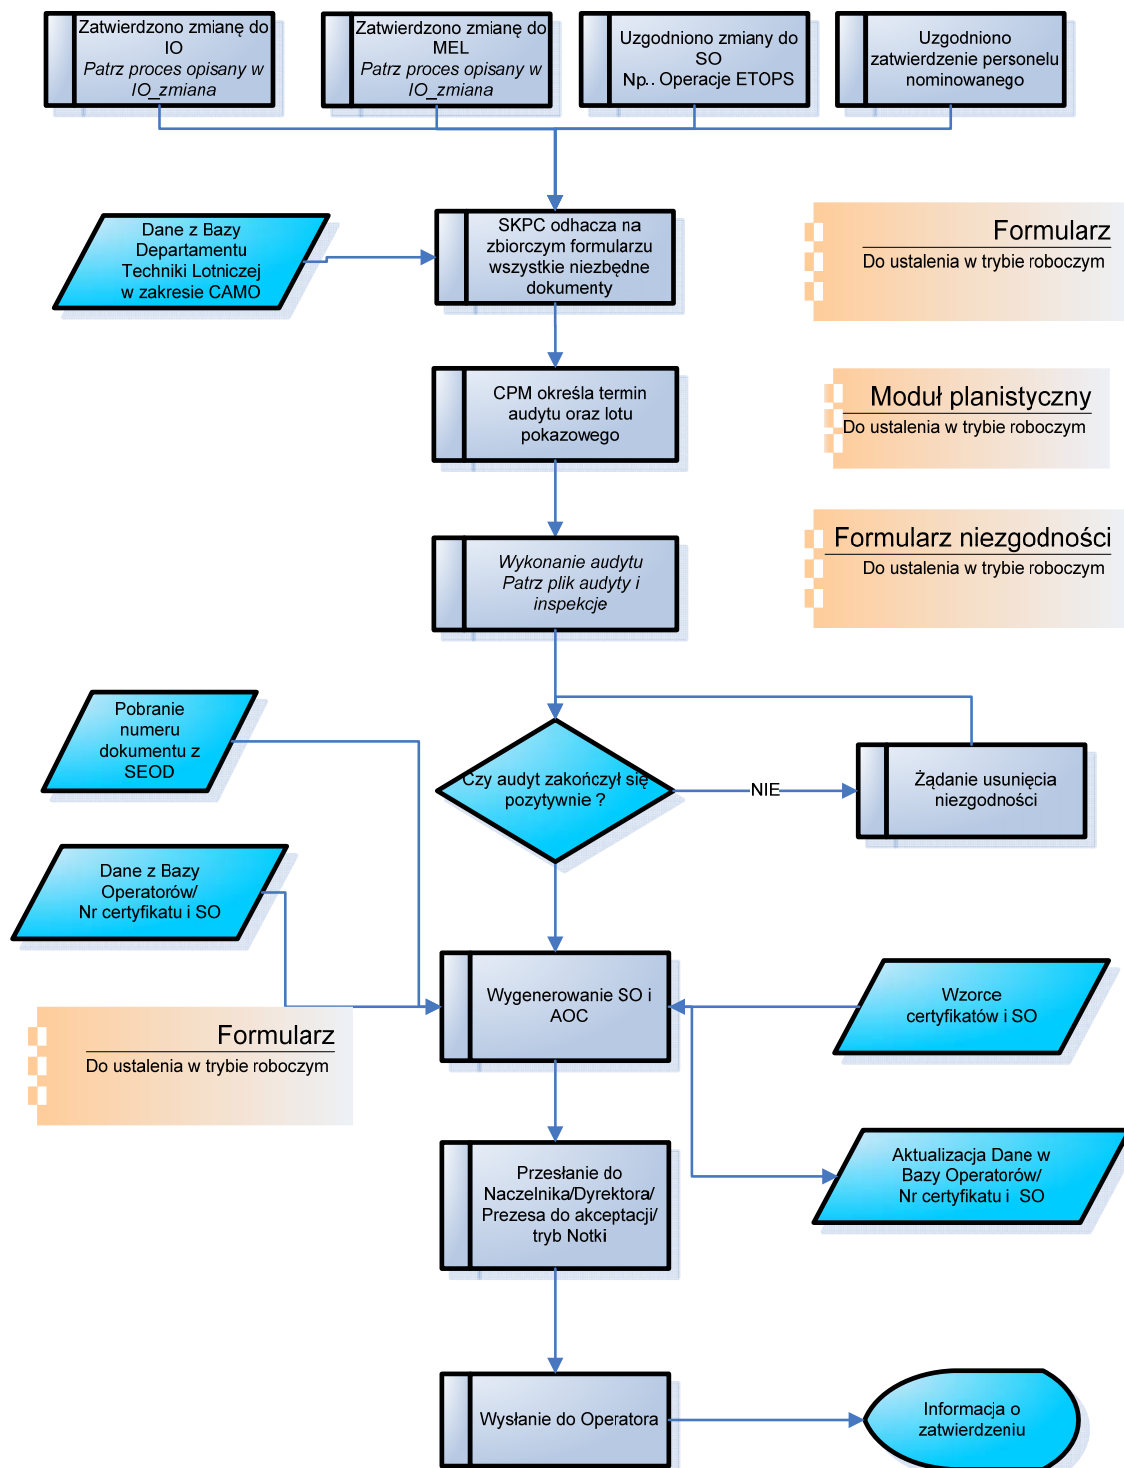 Zatwierdzono zmianę do
IO
Patrz proces opisany w
IO_zmiana
Zatwierdzono zmianę do
MEL
Patrz proces opisany w
IO_zmiana
Uzgodniono zmiany do
SO
Np.. Operacje ETOPS
Uzgodniono
zatwierdzenie personelu
nominowanego
Dane z Bazy
Departamentu
Techniki Lotniczej
w zakresie CAMO
SKPC odhacza na
zbiorczym formularzu
wszystkie niezbędne
dokumenty
Formularz
Do ustalenia w trybie roboczym
CPM określa termin
audytu oraz lotu
pokazowego
Moduł planistyczny
Do ustalenia w trybie roboczym
Wykonanie audytu
Patrz plik audyty i
inspekcje
Formularz niezgodności
Do ustalenia w trybie roboczym
Pobranie
numeru
dokumentu z
SEOD
Czy audyt zakończył się
pozytywnie ?
NIE
Żądanie usunięcia
niezgodności
Dane z Bazy
Operatorów/
Nr certyfikatu i SO
Wygenerowanie SO i
AOC
Wzorce
certyfikatów i SO
Formularz
Do ustalenia w trybie roboczym
Przesłanie do
Naczelnika/Dyrektora/
Prezesa do akceptacji/
tryb Notki
Aktualizacja Dane w
Bazy Operatorów/
Nr certyfikatu i SO
Wysłanie do Operatora
Informacja o
zatwierdzeniu